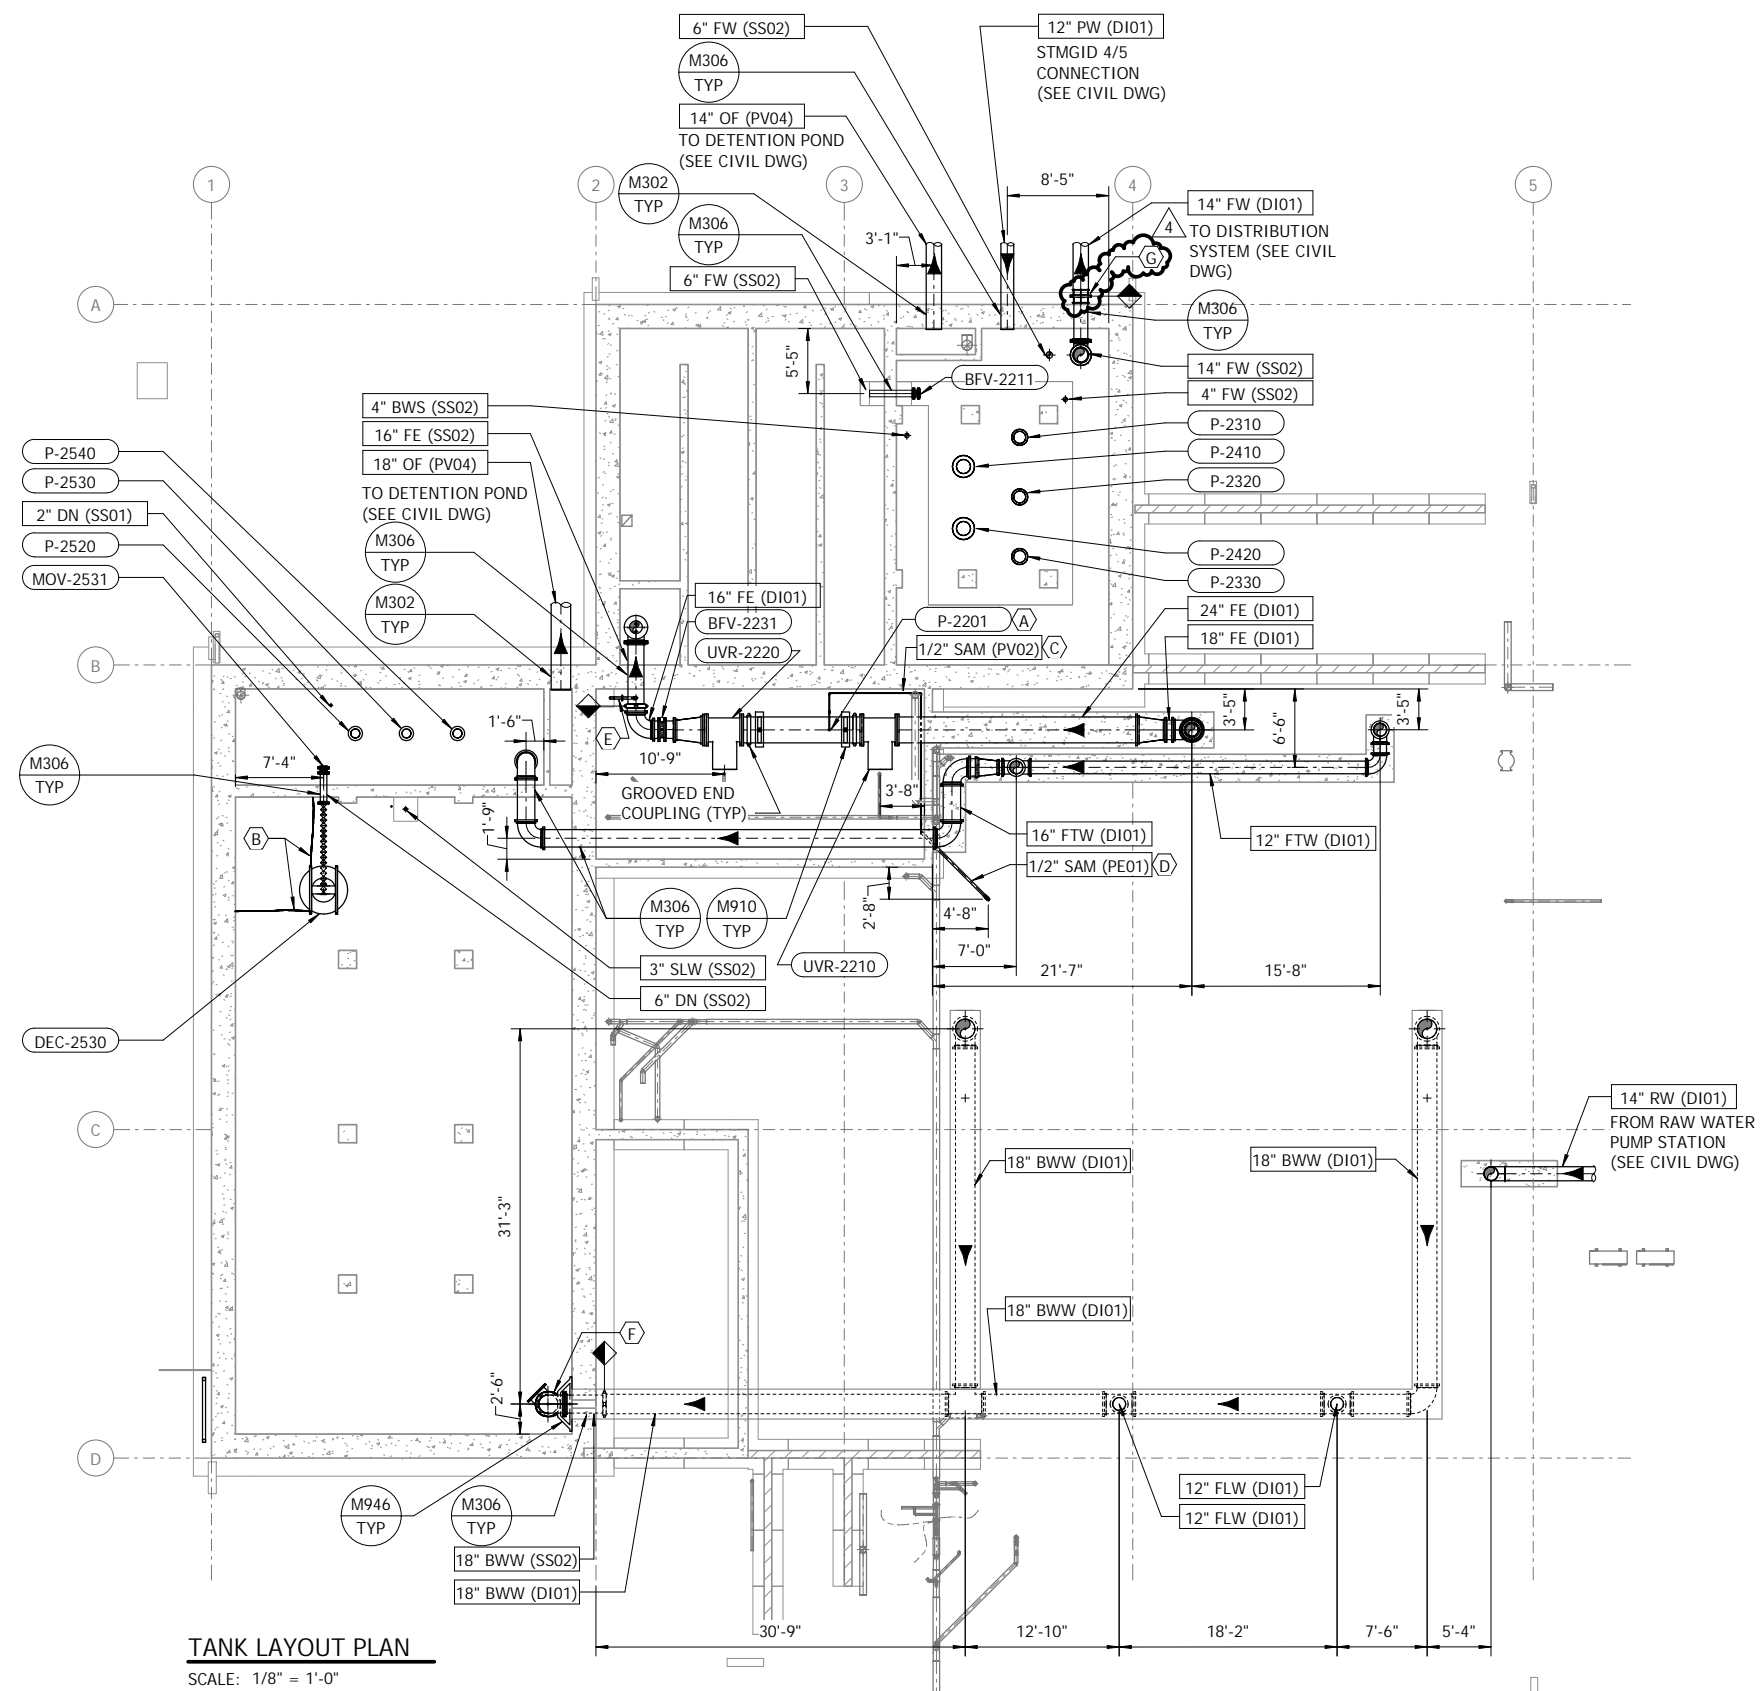 6" FW (SS02)
M306
TYP
14" OF (PV04)
TO DETENTION POND
(SEE CIVIL DWG)
12" PW (DI01)
STMGID 4/5
CONNECTION
(SEE CIVIL DWG)
1
2
3
4
5
M302
TYP
M306
TYP
6" FW (SS02)
3'-1"
8'-5"
14" FW (DI01)
4
TO DISTRIBUTION
SYSTEM (SEE CIVIL
DWG)
G
A
M306
TYP
5'-5"
BFV-2211
14" FW (SS02)
4" FW (SS02)
4" BWS (SS02)
16" FE (SS02)
18" OF (PV04)
TO DETENTION POND
(SEE CIVIL DWG)
P-2310
P-2410
P-2320
P-2420
P-2330
P-2540
P-2530
2" DN (SS01)
P-2520
MOV-2531
M306
TYP
M302
TYP
16" FE (DI01)
BFV-2231
UVR-2220
P-2201
A
1/2" SAM (PV02)
C
24" FE (DI01)
18" FE (DI01)
B
1'-6"
E
10'-9"
3'-5"
6'-6"
3'-5"
M306
TYP
7'-4"
GROOVED END
COUPLING (TYP)
3'-8"
1'-9"
B
16" FTW (DI01)
12" FTW (DI01)
1/2" SAM (PE01)
D
2'-8"
4'-8"
7'-0"
M306
TYP
M910
TYP
UVR-2210
21'-7"
15'-8"
3" SLW (SS02)
6" DN (SS02)
DEC-2530
31'-3"
14" RW (DI01)
FROM RAW WATER
PUMP STATION
(SEE CIVIL DWG)
C
18" BWW (DI01)
18" BWW (DI01)
18" BWW (DI01)
F
2'-6"
D
12" FLW (DI01)
12" FLW (DI01)
M946
TYP
M306
TYP
18" BWW (SS02)
18" BWW (DI01)
30'-9"
12'-10"
18'-2"
7'-6"
5'-4"
TANK LAYOUT PLAN
SCALE: 1/8" = 1'-0"